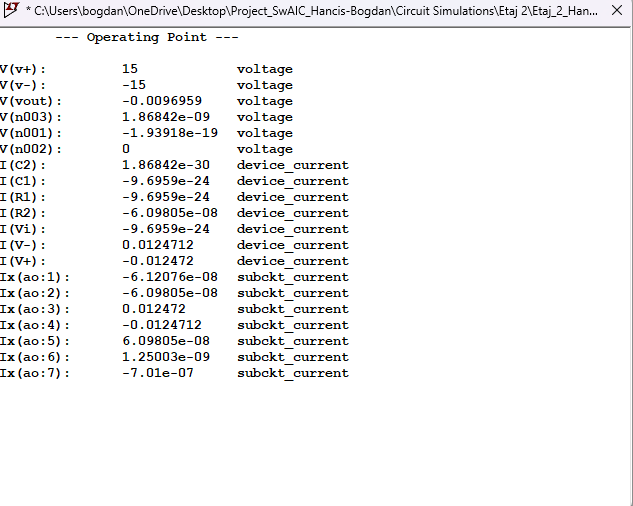 * C:\Users\bogdan\OneDrive\Desktop\Project_SwAIC_Hancis-Bogdan\Circuit Simulations\Etaj 2\Etaj_2_Han...
--- Operating Point ---
V(v+): 15 voltage
V(v-): -15 voltage
V(vout): -0.0096959 voltage
V(n003): 1.86842e-09 voltage
V(n001): -1.93918e-19 voltage
V(n002): 0 voltage
I(C2): 1.86842e-30 device_current
I(C1): -9.6959e-24 device_current
I(R1): -9.6959e-24 device_current
I(R2): -6.09805e-08 device_current
I(Vi): -9.6959e-24 device_current
I(V-): 0.0124712 device_current
I(V+): -0.012472 device_current
Ix(ao:1): -6.12076e-08 subckt_current
Ix(ao:2): -6.09805e-08 subckt_current
Ix(ao:3): 0.012472 subckt_current
Ix(ao:4): -0.0124712 subckt_current
Ix(ao:5): 6.09805e-08 subckt_current
Ix(ao:6): 1.25003e-09 subckt_current
Ix(ao:7): -7.01e-07 subckt_current